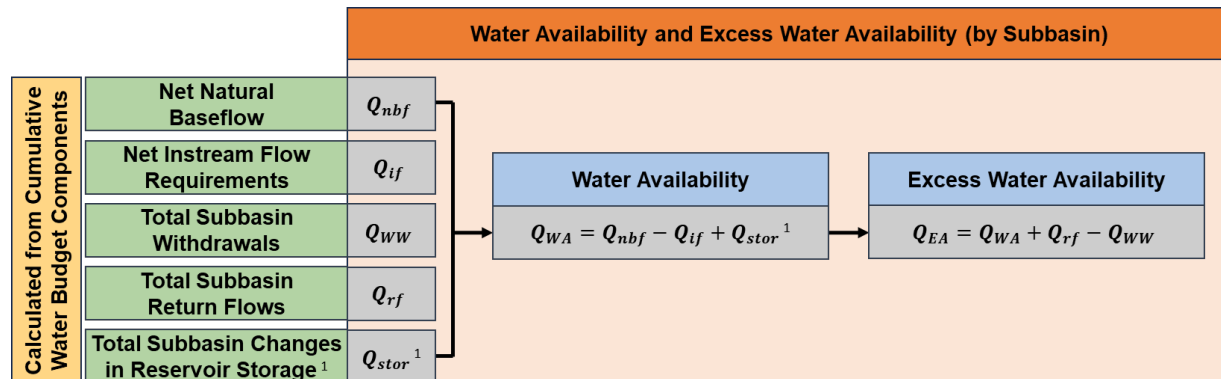 Water Availability and Excess Water Availability (by Subbasin)
Calculated from Cumulative
Water Budget Components
Net Natural
Baseflow
Q_nbf
Net Instream Flow
Requirements
Q_if
Total Subbasin
Withdrawals
Q_WW
Total Subbasin
Return Flows
Q_rf
Total Subbasin Changes
in Reservoir Storage ¹
Q_stor ¹
Water Availability
Q_WA = Q_nbf − Q_if + Q_stor ¹
Excess Water Availability
Q_EA = Q_WA + Q_rf − Q_WW